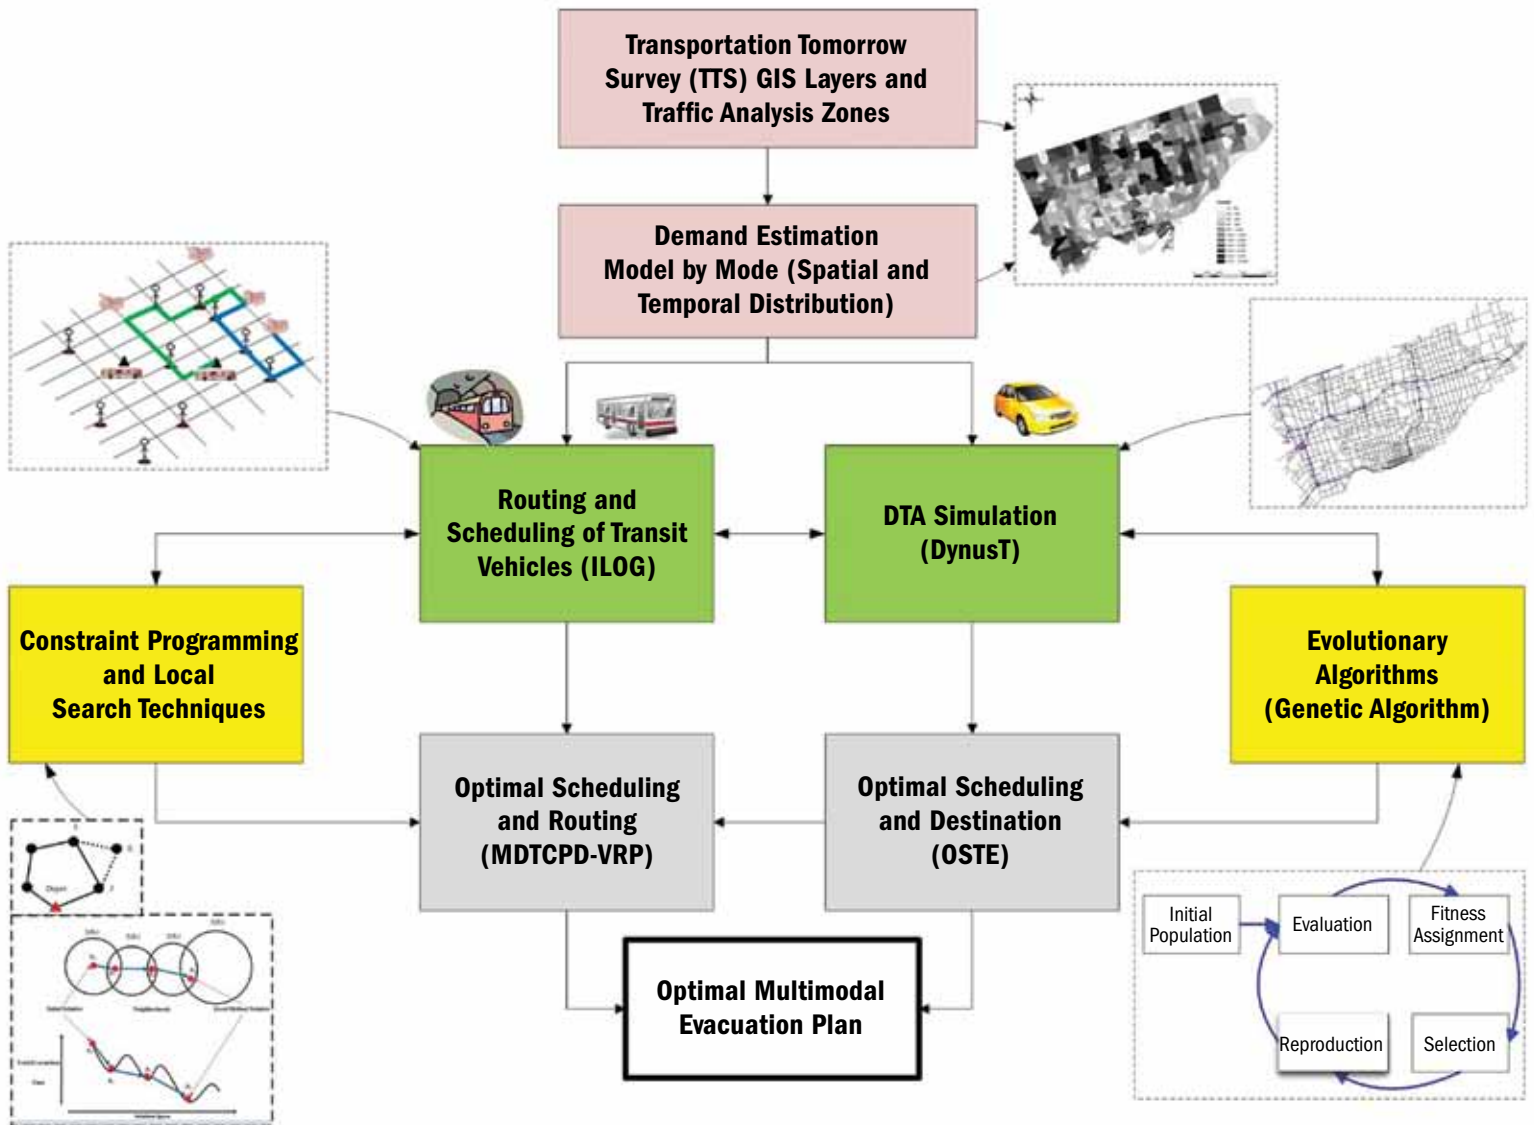 Transportation Tomorrow
Survey (TTS) GIS Layers and
Traffic Analysis Zones
Demand Estimation
Model by Mode (Spatial and
Temporal Distribution)
Routing and
Scheduling of Transit
Vehicles (ILOG)
DTA Simulation
(DynusT)
Constraint Programming
and Local
Search Techniques
Evolutionary
Algorithms
(Genetic Algorithm)
Optimal Scheduling
and Routing
(MDTCPD-VRP)
Optimal Scheduling
and Destination
(OSTE)
Depot
Initial
Population
Evaluation
Fitness
Assignment
Reproduction
Selection
Optimal Multimodal
Evacuation Plan